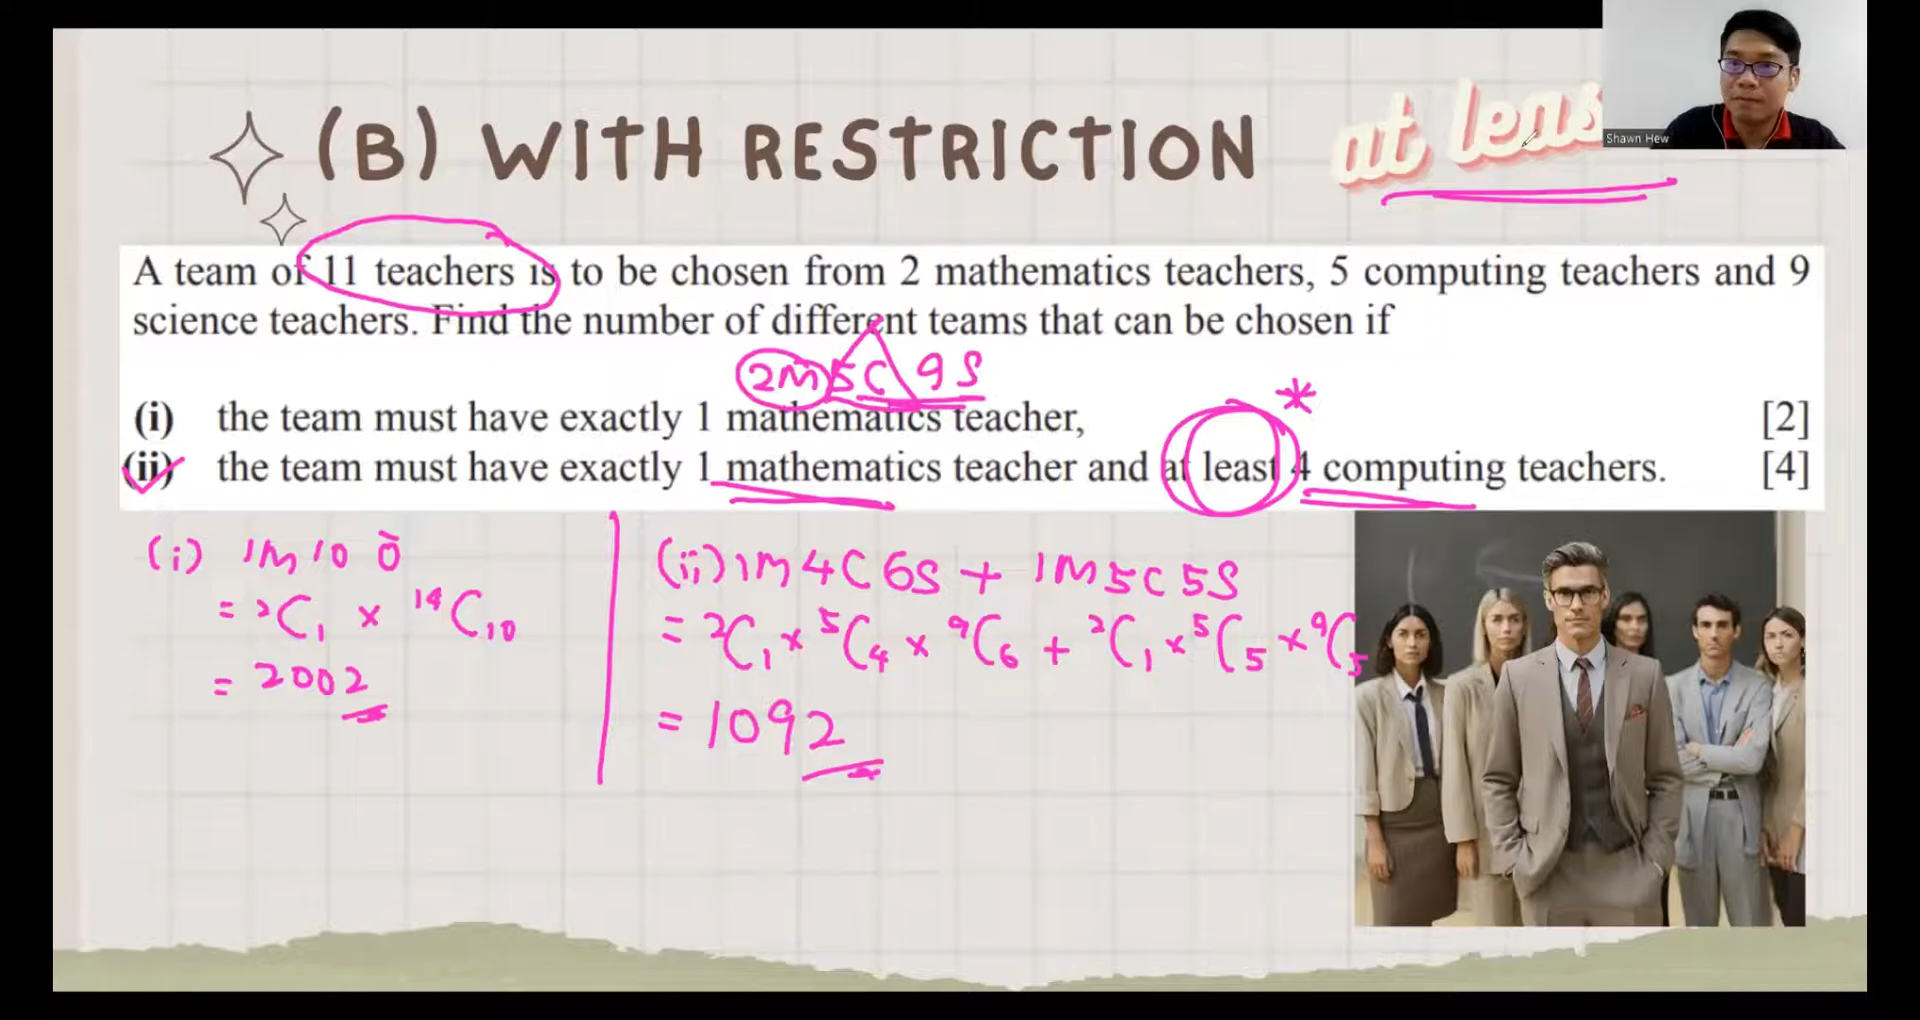 (B) WITH RESTRICTION
at leas
Shawn Hew
A team of 11 teachers is to be chosen from 2 mathematics teachers, 5 computing teachers and 9
science teachers. Find the number of different teams that can be chosen if
2M 5C 9S
(i) the team must have exactly 1 mathematics teacher, [2]
*
(ii) the team must have exactly 1 mathematics teacher and at least 4 computing teachers. [4]
(i) 1M 10 Ō
= ²C₁ × ¹⁴C₁₀
= 2002
(ii) 1M 4C 6S + 1M 5C 5S
= ²C₁ × ⁵C₄ × ⁹C₆ + ²C₁ × ⁵C₅ × ⁹C₅
= 1092